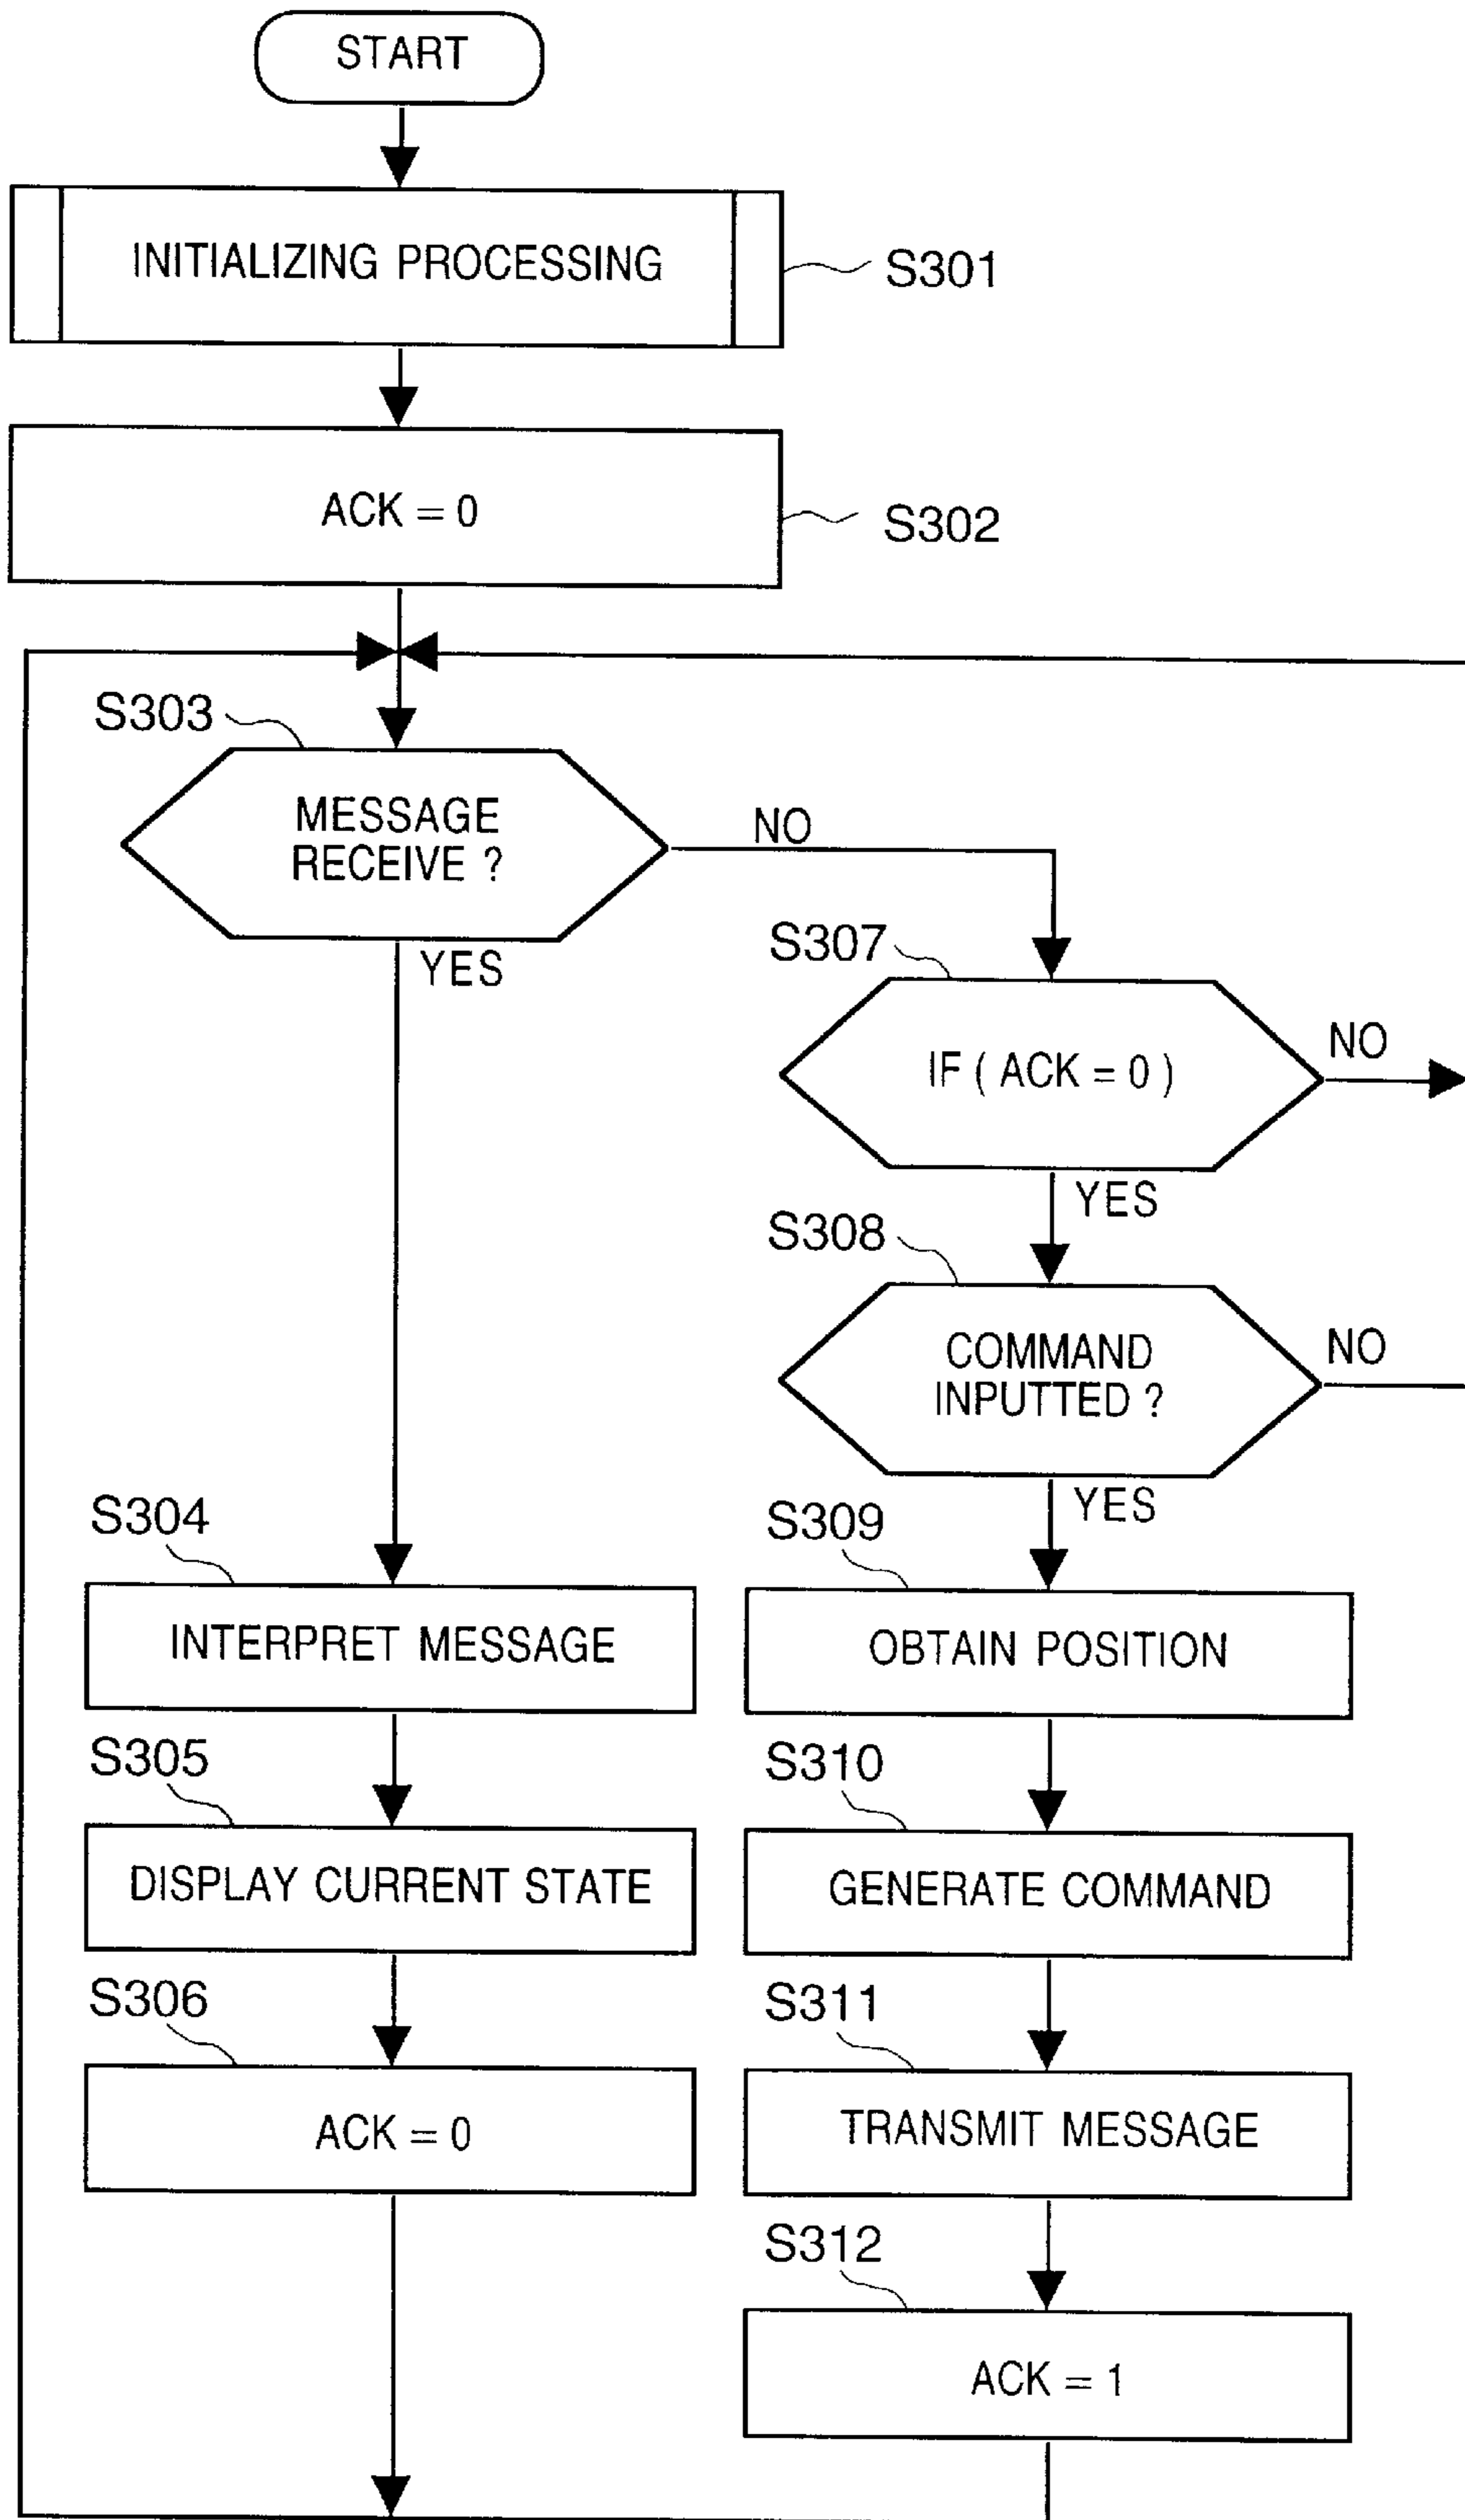 START
INITIALIZING PROCESSING
S301
ACK = 0
S302
S303
MESSAGE
RECEIVE ?
NO
YES
S307
IF ( ACK = 0 )
NO
YES
S308
COMMAND
INPUTTED ?
NO
YES
S304
INTERPRET MESSAGE
S309
OBTAIN POSITION
S305
DISPLAY CURRENT STATE
S310
GENERATE COMMAND
S306
ACK = 0
S311
TRANSMIT MESSAGE
S312
ACK = 1